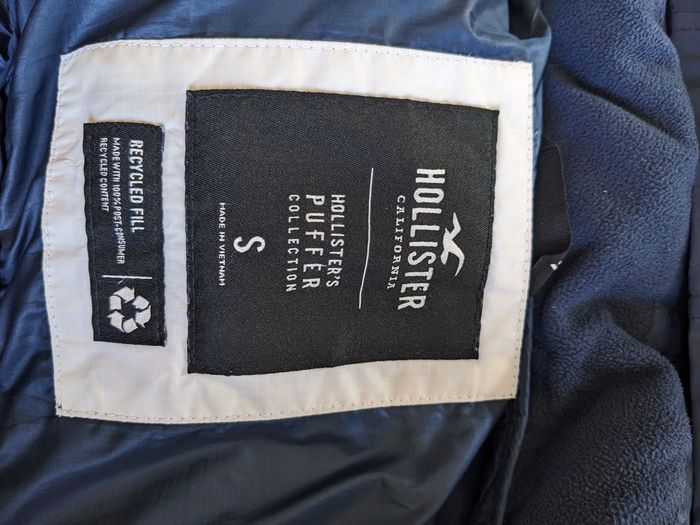 HOLLISTER
CALIFORNIA
HOLLISTER'S
PUFFER
COLLECTION
S
MADE IN VIETNAM
RECYCLED FILL
MADE WITH 100% POST-CONSUMER
RECYCLED CONTENT